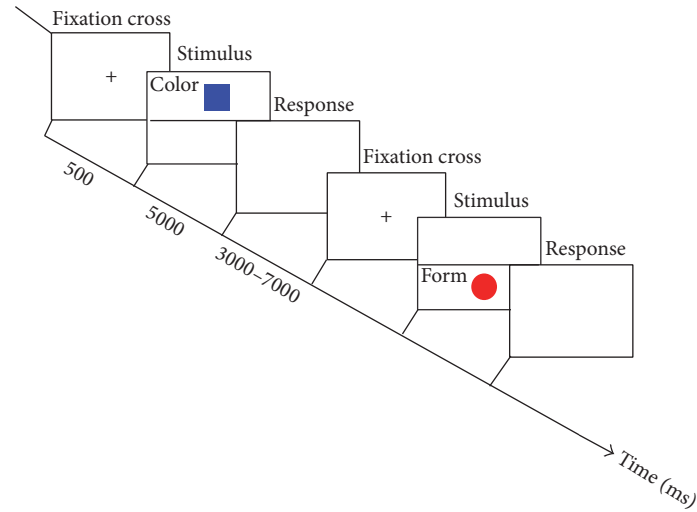 Fixation cross
+
Stimulus
Color
Response
500
5000
3000–7000
Fixation cross
+
Stimulus
Form
Response
Time (ms)